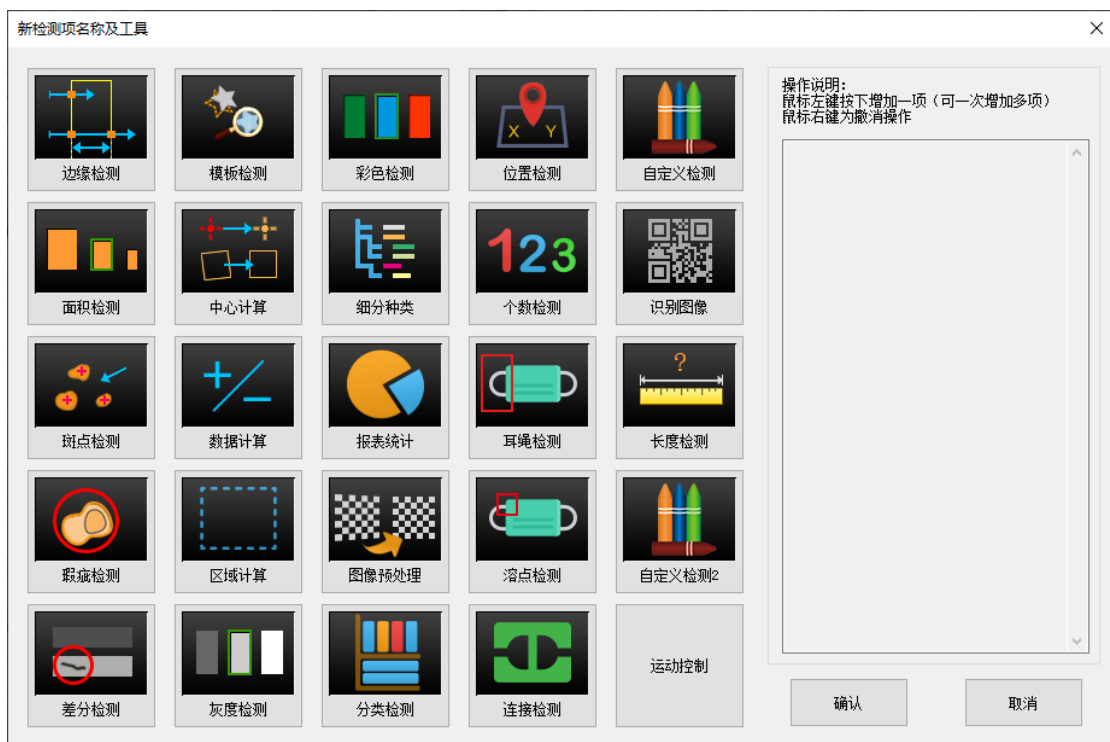 新检测项名称及工具
边缘检测
模板检测
彩色检测
X Y
位置检测
自定义检测
操作说明:
鼠标左键按下增加一项（可一次增加多项）
鼠标右键为撤消操作
面积检测
中心计算
细分种类
123
个数检测
识别图像
斑点检测
数据计算
报表统计
耳绳检测
?
长度检测
瑕疵检测
区域计算
图像预处理
溶点检测
自定义检测2
差分检测
灰度检测
分类检测
连接检测
运动控制
确认
取消